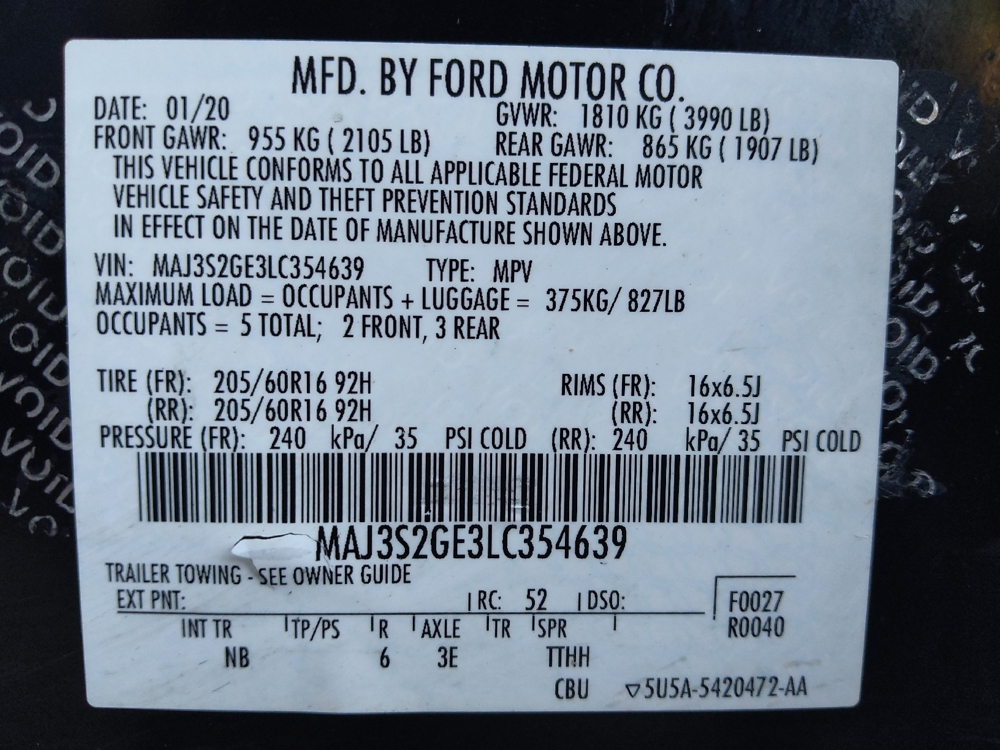 MFD. BY FORD MOTOR CO.
DATE: 01/20 GVWR: 1810 KG ( 3990 LB)
FRONT GAWR: 955 KG ( 2105 LB) REAR GAWR: 865 KG ( 1907 LB)
THIS VEHICLE CONFORMS TO ALL APPLICABLE FEDERAL MOTOR
VEHICLE SAFETY AND THEFT PREVENTION STANDARDS
IN EFFECT ON THE DATE OF MANUFACTURE SHOWN ABOVE.
VIN: MAJ3S2GE3LC354639 TYPE: MPV
MAXIMUM LOAD = OCCUPANTS + LUGGAGE = 375KG/ 827LB
OCCUPANTS = 5 TOTAL; 2 FRONT, 3 REAR
TIRE (FR): 205/60R16 92H RIMS (FR): 16x6.5J
(RR): 205/60R16 92H (RR): 16x6.5J
PRESSURE (FR): 240 kPa/ 35 PSI COLD (RR): 240 kPa/ 35 PSI COLD
MAJ3S2GE3LC354639
TRAILER TOWING - SEE OWNER GUIDE
EXT PNT: RC: 52 DSO: F0027
INT TR TP/PS R AXLE TR SPR R0040
NB 6 3E TTHH
CBU 5U5A-5420472-AA
VOID
VOID
VOID
VOID
VOID